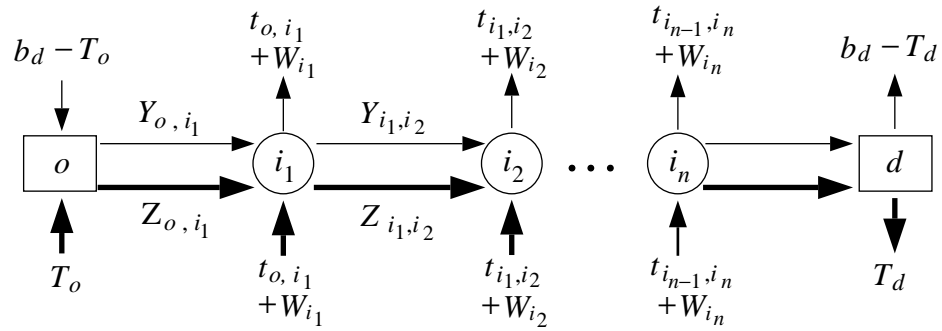 t_{o, i_1} +W_{i_1}
t_{i_1,i_2} +W_{i_2}
t_{i_{n-1},i_n} +W_{i_n}
b_d − T_o
b_d − T_d
Y_{o , i_1}
Y_{i_1,i_2}
o
i_1
i_2
• • •
i_n
d
Z_{o , i_1}
Z_{i_1,i_2}
T_o
t_{o, i_1} +W_{i_1}
t_{i_1,i_2} +W_{i_2}
t_{i_{n-1},i_n} +W_{i_n}
T_d